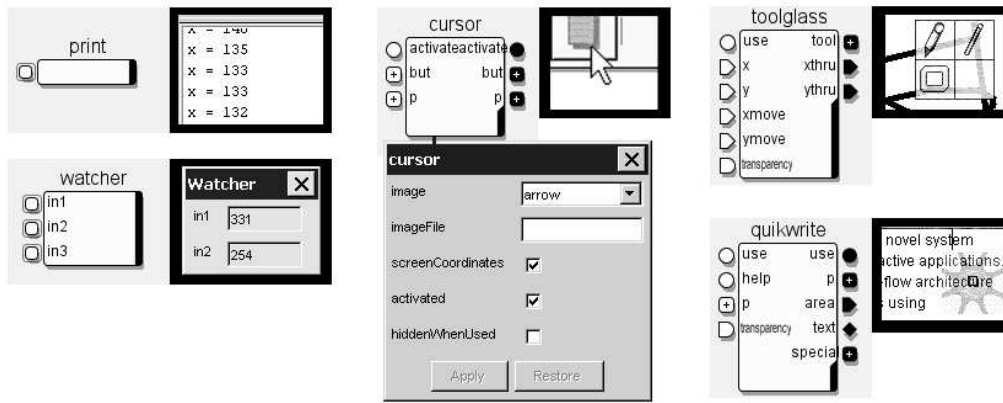 print
x = 140
x = 135
x = 133
x = 133
x = 132
watcher
in1
in2
in3
Watcher
in1 331
in2 254
cursor
activate activate
but but
p p
cursor
image arrow
imageFile
screenCoordinates
activated
hiddenWhenUsed
Apply Restore
toolglass
use tool
x xthru
y ythru
xmove
ymove
transparency
quikwrite
use use
help p
p area
transparency text
special
novel system
active applications.
-flow architecture
using